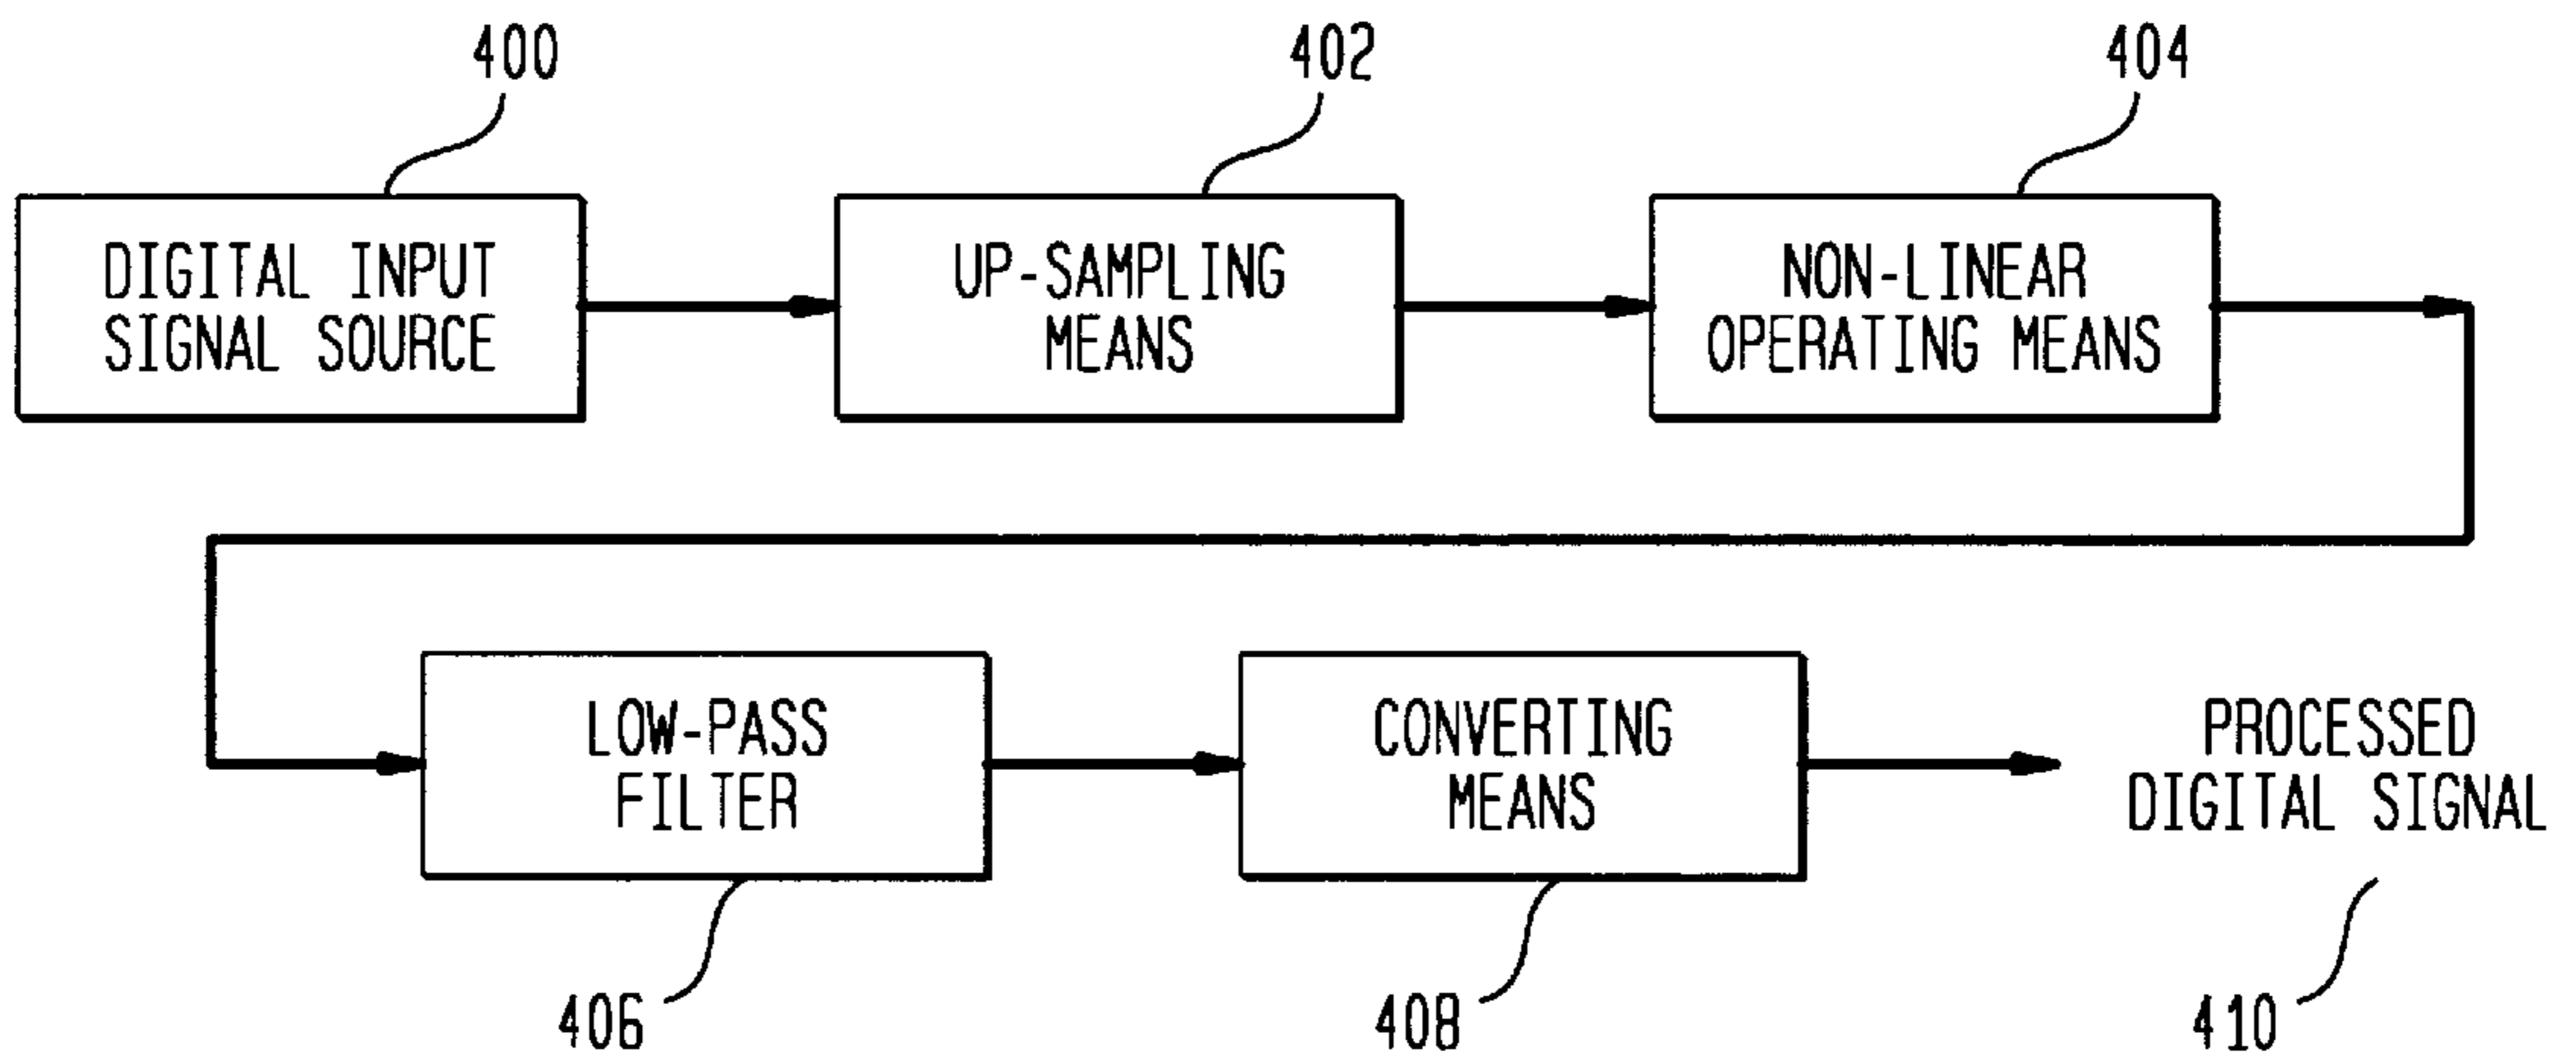 400
402
404
DIGITAL INPUT
SIGNAL SOURCE
UP-SAMPLING
MEANS
NON-LINEAR
OPERATING MEANS
LOW-PASS
FILTER
CONVERTING
MEANS
PROCESSED
DIGITAL SIGNAL
406
408
410